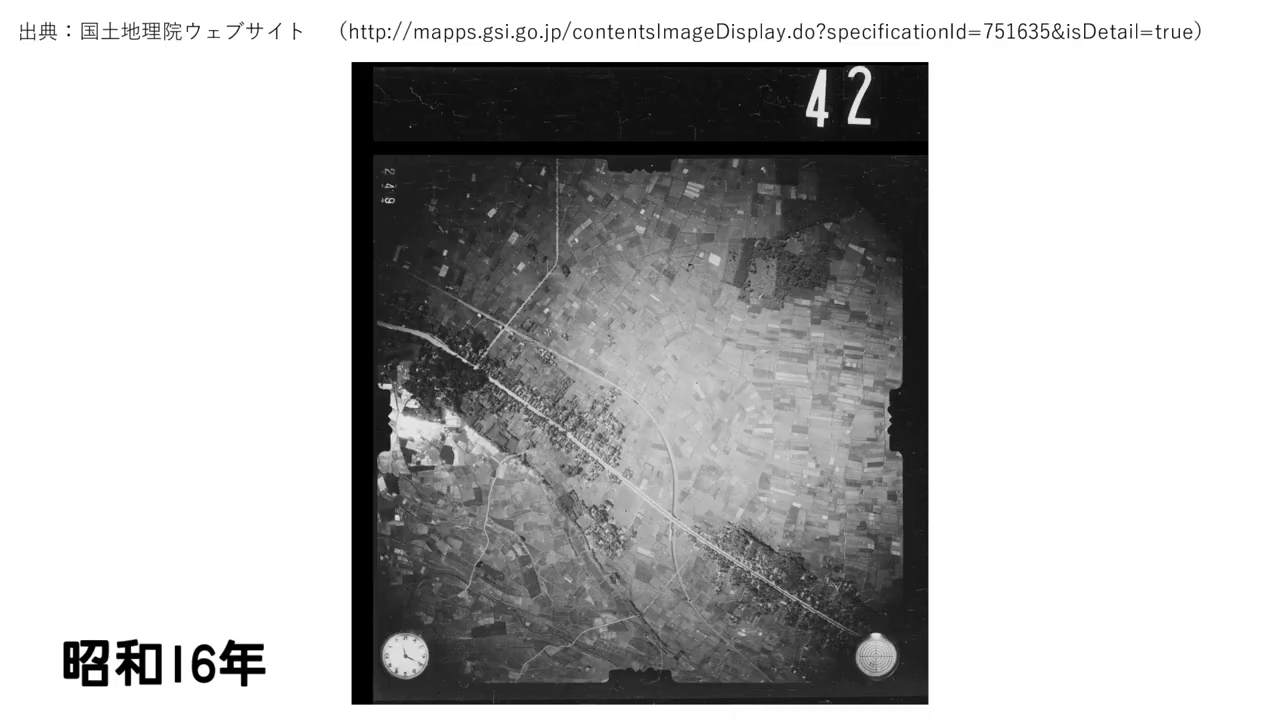 出典：国土地理院ウェブサイト　（http://mapps.gsi.go.jp/contentsImageDisplay.do?specificationId=751635&isDetail=true）
42
249
昭和16年